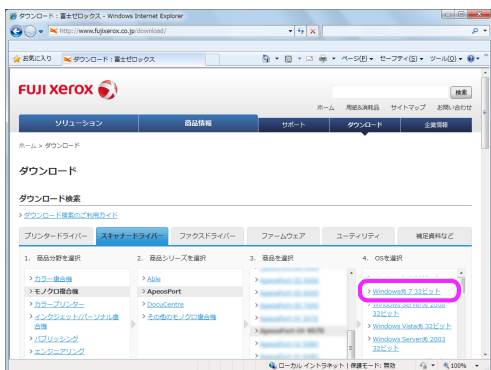 ダウンロード : 富士ゼロックス - Windows Internet Explorer
http://www.fujixerox.co.jp/download/
お気に入り
ダウンロード : 富士ゼロックス
ページ(P)
セーフティ(S)
ツール(O)
FUJI xerox
検索
ホーム 用紙&消耗品 サイトマップ お問い合わせ
ソリューション 商品情報 サポート ダウンロード 企業情報
ホーム > ダウンロード
ダウンロード
ダウンロード検索
> ダウンロード検索のご利用ガイド
プリンタードライバー スキャナードライバー ファクスドライバー ファームウェア ユーティリティ 補足資料など
1. 商品分野を選択 2. 商品シリーズを選択 3. 商品を選択 4. OSを選択
> カラー複合機
> モノクロ複合機
> カラープリンター
> インクジェット/パーソナル複合機
> パブリッシング
> エンジニアリング
> Able
> ApeosPort
> DocuCentre
> その他のモノクロ複合機
> Windows® 7 32ビット
> Windows Server® 2008
32ビット
> Windows Vista® 32ビット
> Windows Server® 2003
32ビット
ローカル イントラネット | 保護モード: 無効
100%